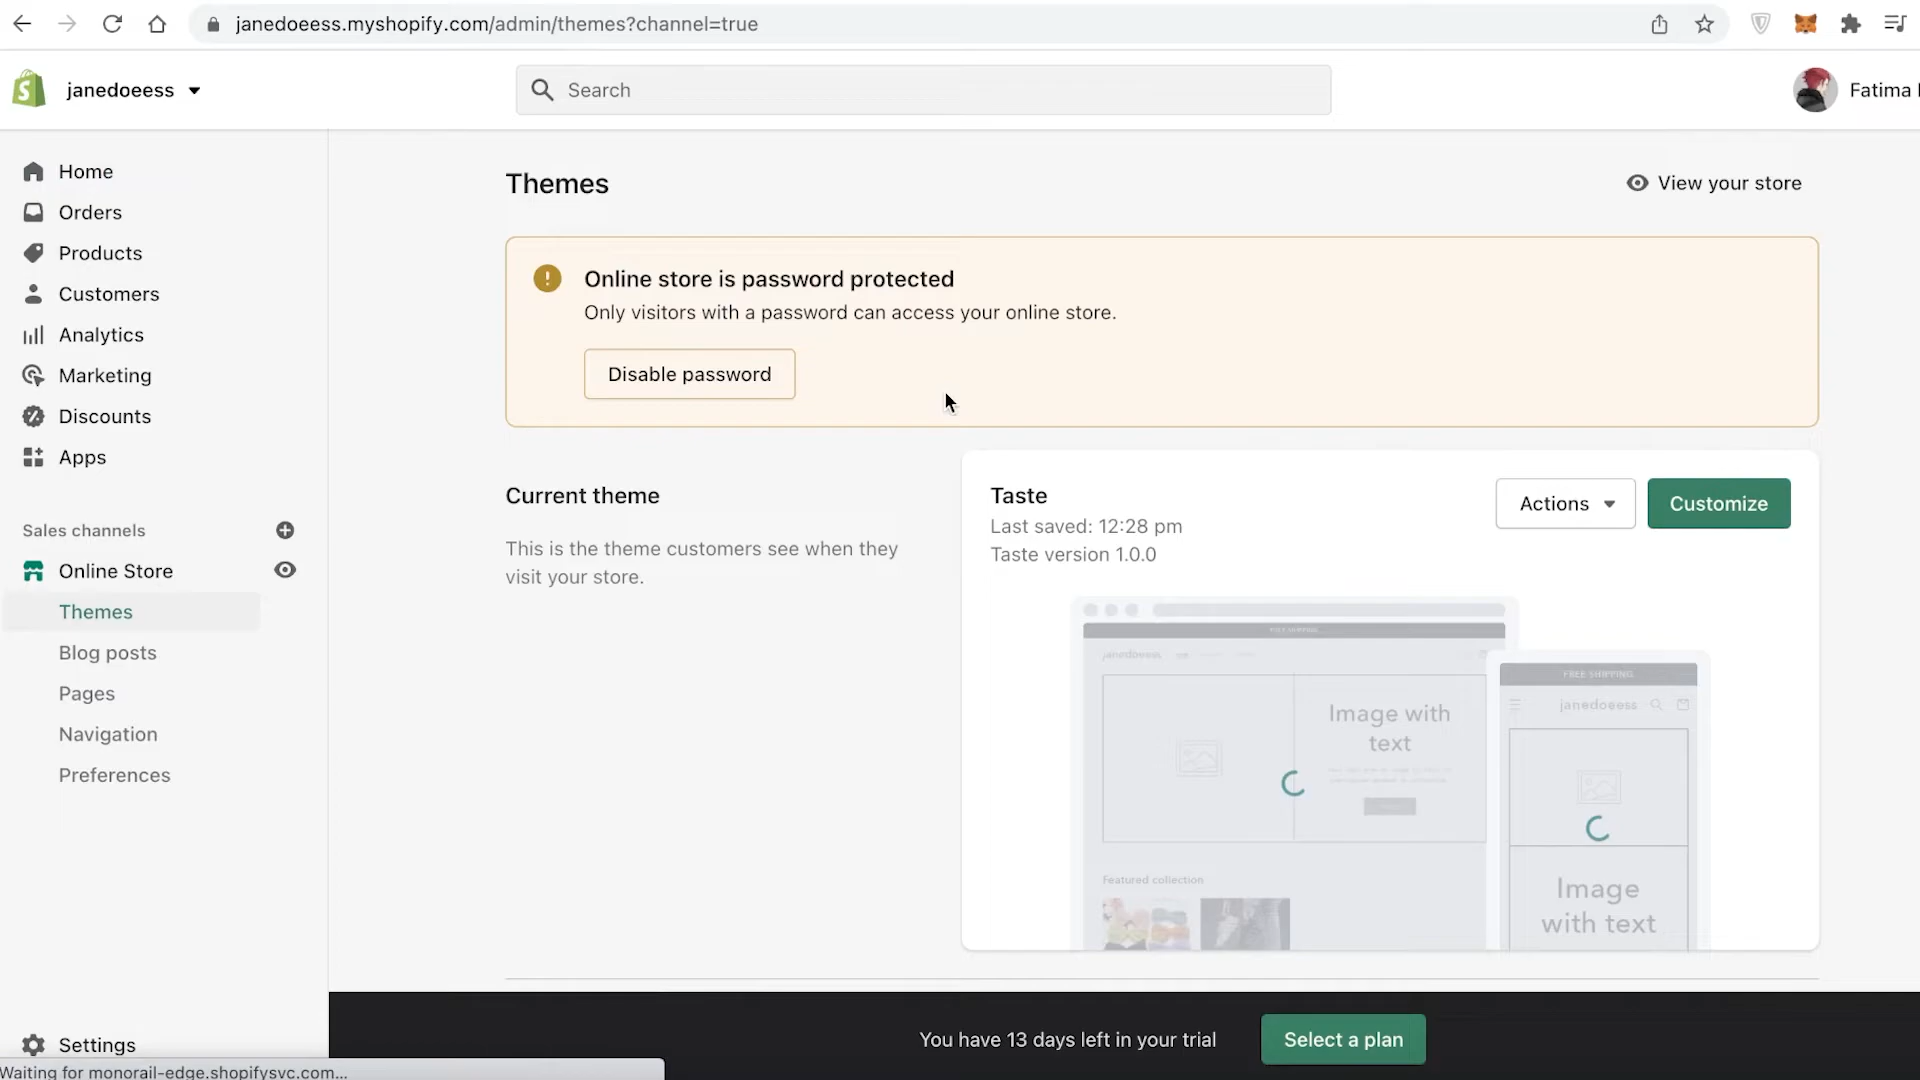 janedoeess.myshopify.com/admin/themes?channel=true
janedoeess
Search
Fatima
Home
Orders
Products
Customers
Analytics
Marketing
Discounts
Apps
Sales channels
Online Store
Themes
Blog posts
Pages
Navigation
Preferences
Settings
Waiting for monorail-edge.shopifysvc.com...
Themes
View your store
Online store is password protected
Only visitors with a password can access your online store.
Disable password
Current theme
This is the theme customers see when they
visit your store.
Taste
Last saved: 12:28 pm
Taste version 1.0.0
Actions
Customize
FREE SHIPPING
janedoeess
Image with
text
Featured collection
FREE SHIPPING
janedoeess
Image
with text
You have 13 days left in your trial
Select a plan